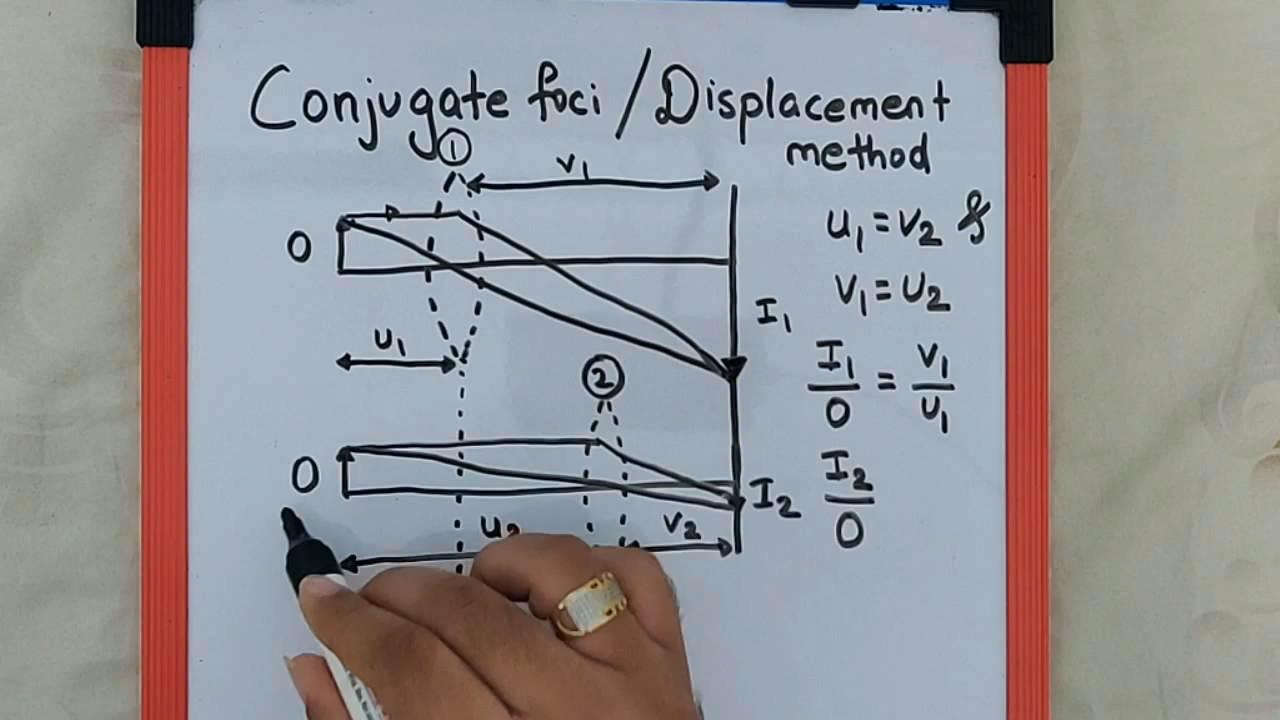 Conjugate foci / Displacement
method
①
v₁
O
u₁ = v₂ &
v₁ = u₂
I₁
u₁
I₁/O = v₁/u₁
②
O
I₂
I₂/O
u₂
v₂